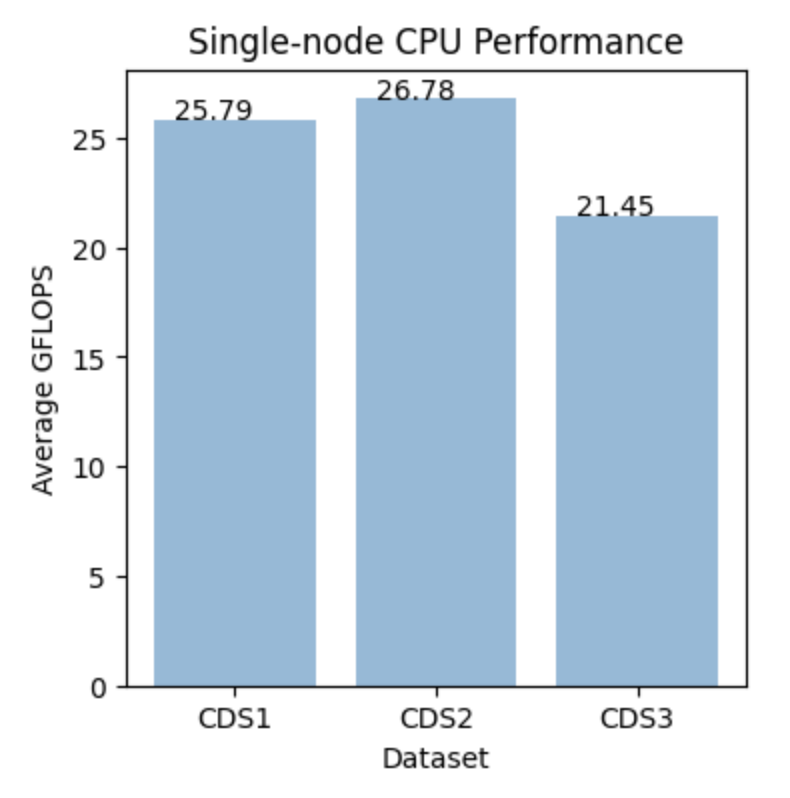 Single-node CPU Performance
25.79
26.78
21.45
25
20
15
10
5
0
Average GFLOPS
CDS1
CDS2
CDS3
Dataset